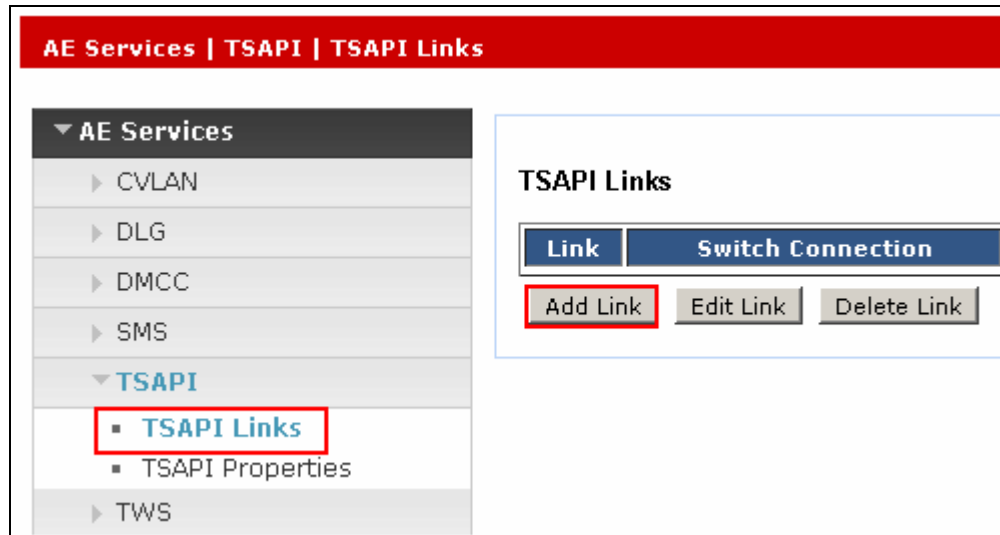 AE Services | TSAPI | TSAPI Links
AE Services
CVLAN
DLG
DMCC
SMS
TSAPI
TSAPI Links
TSAPI Properties
TWS
TSAPI Links
Link Switch Connection
Add Link Edit Link Delete Link